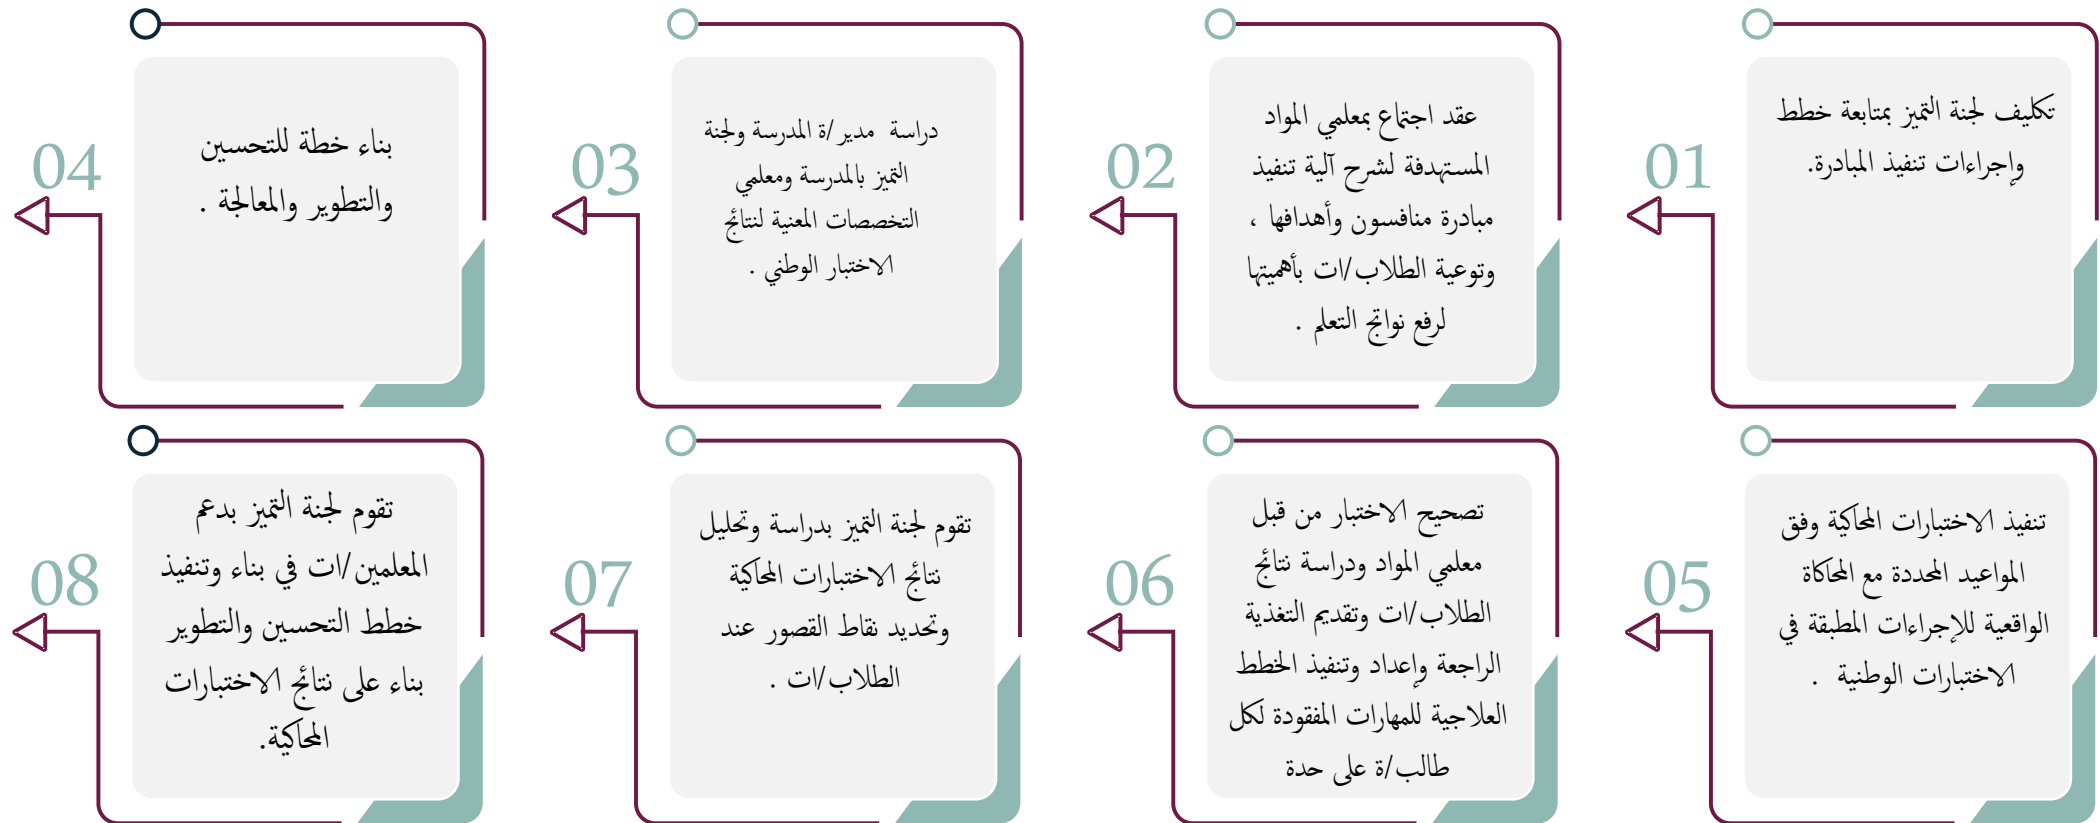 01
تكليف لجنة التميز بمتابعة خطط
وإجراءات تنفيذ المبادرة.
02
عقد اجتماع بمعلمي المواد
المستهدفة لشرح آلية تنفيذ
مبادرة منافسون وأهدافها ،
وتوعية الطلاب/ات بأهميتها
لرفع نواتج التعلم .
03
دراسة مدير/ة المدرسة ولجنة
التميز بالمدرسة ومعلمي
التخصصات المعنية لنتائج
الاختبار الوطني .
04
بناء خطة للتحسين
والتطوير والمعالجة .
05
تنفيذ الاختبارات المحاكية وفق
المواعيد المحددة مع المحاكاة
الواقعية للإجراءات المطبقة في
الاختبارات الوطنية .
06
تصحيح الاختبار من قبل
معلمي المواد ودراسة نتائج
الطلاب/ات وتقديم التغذية
الراجعة وإعداد وتنفيذ الخطط
العلاجية للمهارات المفقودة لكل
طالب/ة على حدة
07
تقوم لجنة التميز بدراسة وتحليل
نتائج الاختبارات المحاكية
وتحديد نقاط القصور عند
الطلاب/ات .
08
تقوم لجنة التميز بدعم
المعلمين/ات في بناء وتنفيذ
خطط التحسين والتطوير
بناء على نتائج الاختبارات
المحاكية.